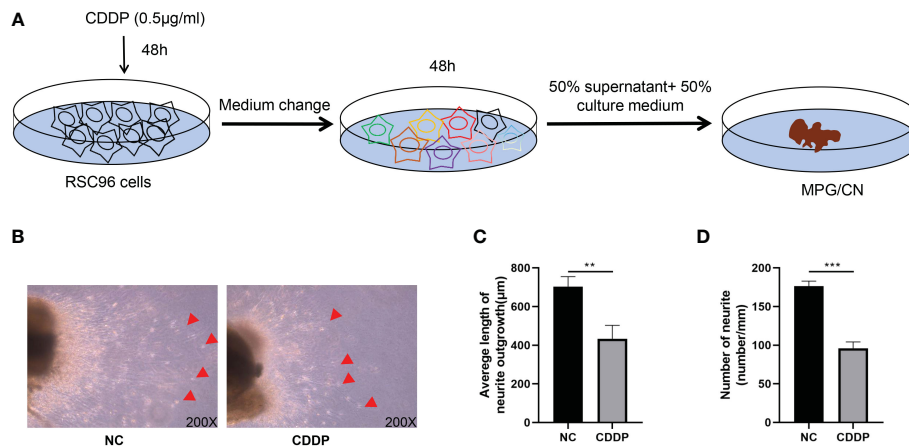 A
CDDP (0.5µg/ml)
48h
RSC96 cells
Medium change
48h
50% supernatant+ 50%
culture medium
MPG/CN
B
200X
200X
NC
CDDP
C
Averege length of
neurite outgrowth(µm)
800
600
400
200
0
**
NC
CDDP
D
Number of neurite
(number/mm)
200
150
100
50
0
***
NC
CDDP